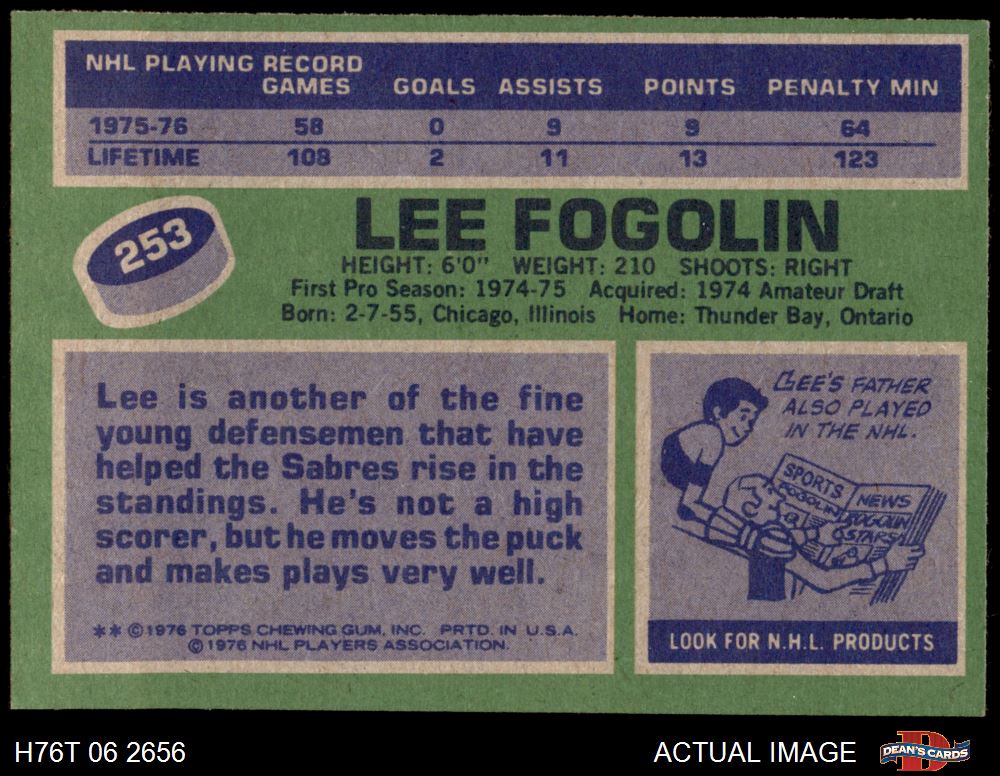 NHL PLAYING RECORD
GAMES GOALS ASSISTS POINTS PENALTY MIN
1975-76 58 0 9 9 64
LIFETIME 108 2 11 13 123
253
LEE FOGOLIN
HEIGHT: 6'0" WEIGHT: 210 SHOOTS: RIGHT
First Pro Season: 1974-75 Acquired: 1974 Amateur Draft
Born: 2-7-55, Chicago, Illinois Home: Thunder Bay, Ontario
Lee is another of the fine
young defensemen that have
helped the Sabres rise in the
standings. He's not a high
scorer, but he moves the puck
and makes plays very well.
** ©1976 TOPPS CHEWING GUM, INC. PRTD. IN U.S.A.
©1976 NHL PLAYERS ASSOCIATION.
LEE'S FATHER
ALSO PLAYED
IN THE NHL.
SPORTS NEWS
FOGOLIN FOGOLIN
STARS
LOOK FOR N.H.L. PRODUCTS
H76T 06 2656
ACTUAL IMAGE
D
DEAN'S CARDS